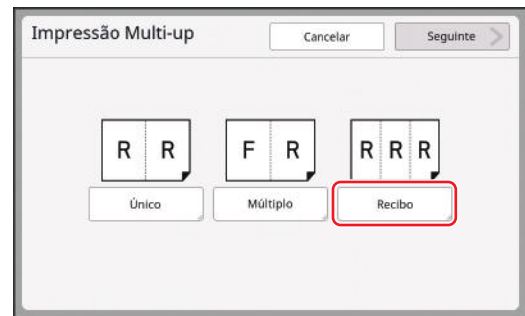 Impressão Multi-up
Cancelar
Seguinte
R R
F R
R R R
Único
Múltiplo
Recibo